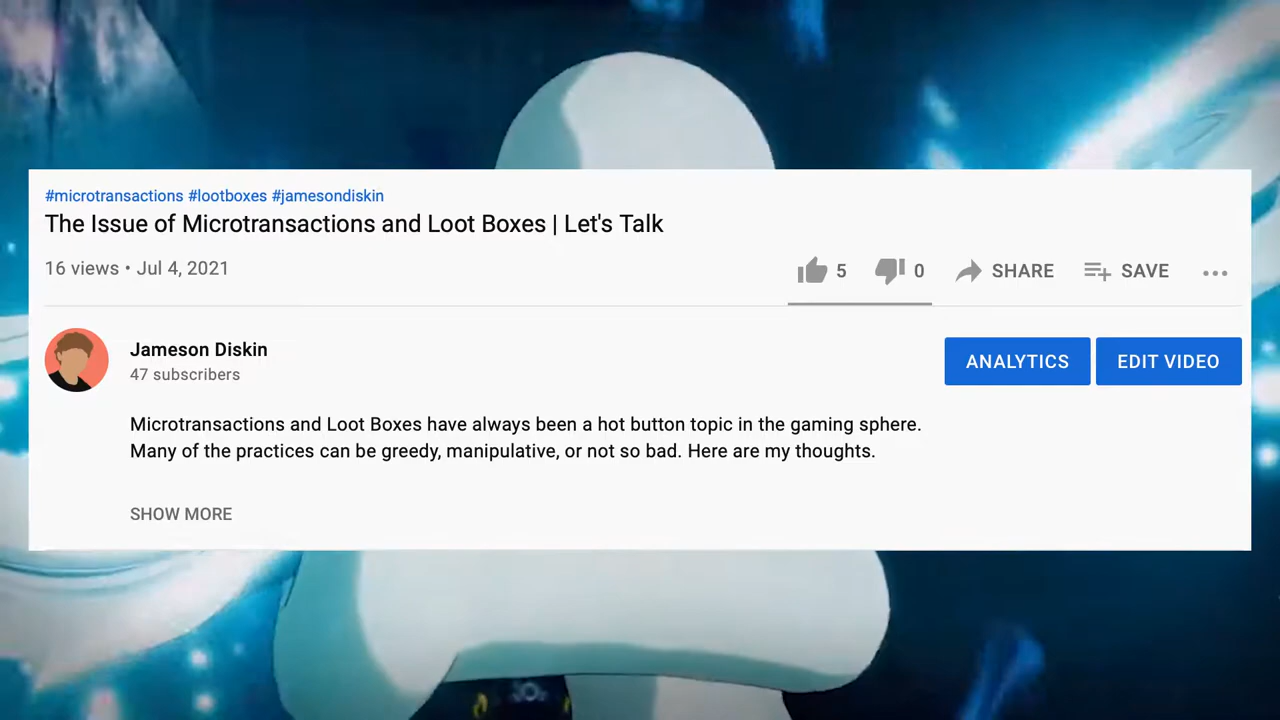 #microtransactions #lootboxes #jamesondiskin
The Issue of Microtransactions and Loot Boxes | Let's Talk
16 views • Jul 4, 2021
5
0
SHARE
SAVE
Jameson Diskin
47 subscribers
ANALYTICS
EDIT VIDEO
Microtransactions and Loot Boxes have always been a hot button topic in the gaming sphere.
Many of the practices can be greedy, manipulative, or not so bad. Here are my thoughts.
SHOW MORE